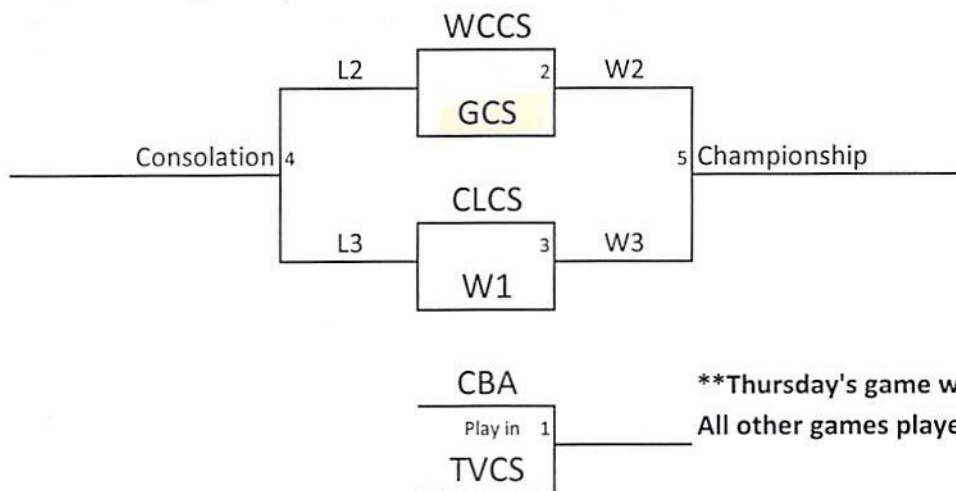 WCCS
L2 2 W2
GCS
Consolation 4 5 Championship
CLCS
L3 3 W3
W1
CBA
**Thursday's game w
Play in 1 All other games playe
TVCS